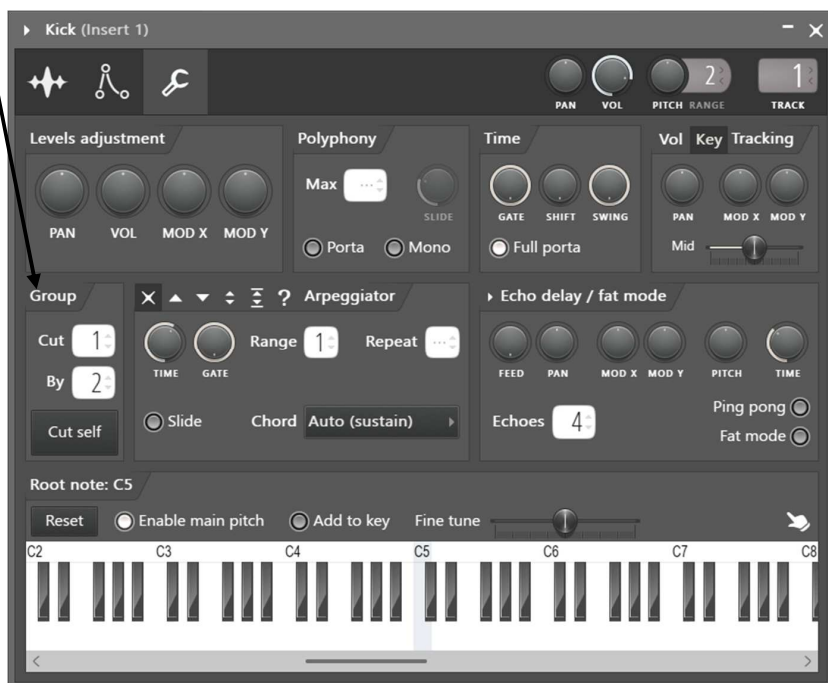 Kick (Insert 1)
2
1
PAN VOL PITCH RANGE TRACK
Levels adjustment
PAN VOL MOD X MOD Y
Polyphony
Max ---
SLIDE
Porta Mono
Time
GATE SHIFT SWING
Full porta
Vol Key Tracking
PAN MOD X MOD Y
Mid
Group
Cut 1
By 2
Cut self
? Arpeggiator
TIME GATE Range 1 Repeat ---
Slide Chord Auto (sustain)
Echo delay / fat mode
FEED PAN MOD X MOD Y PITCH TIME
Echoes 4
Ping pong
Fat mode
Root note: C5
Reset Enable main pitch Add to key Fine tune
C2 C3 C4 C5 C6 C7 C8